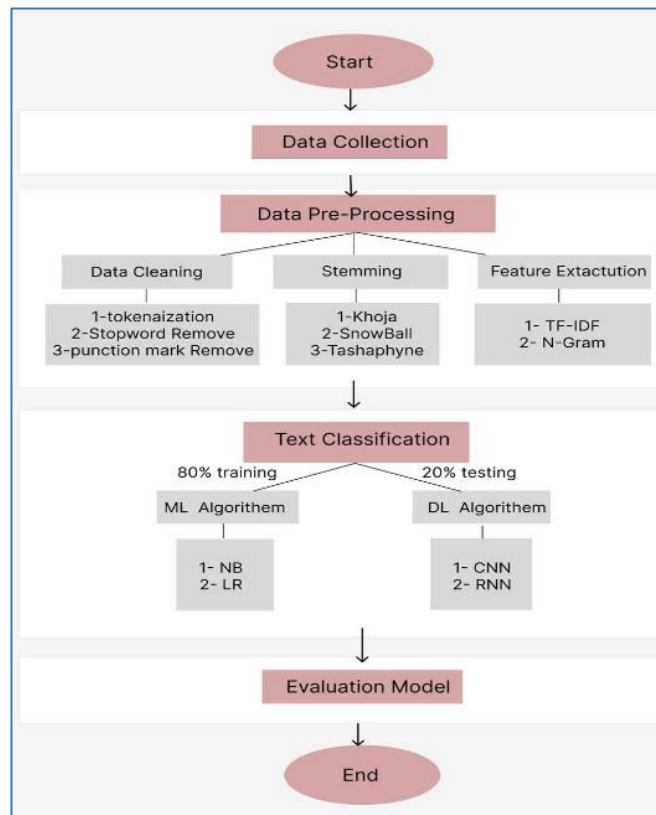 Start
Data Collection
Data Pre-Processing
Data Cleaning
Stemming
Feature Extactution
1-tokenaization
2-Stopword Remove
3-punction mark Remove
1-Khoja
2-SnowBall
3-Tashaphyne
1- TF-IDF
2- N-Gram
Text Classification
80% training
20% testing
ML Algorithem
DL Algorithem
1- NB
2- LR
1- CNN
2- RNN
Evaluation Model
End